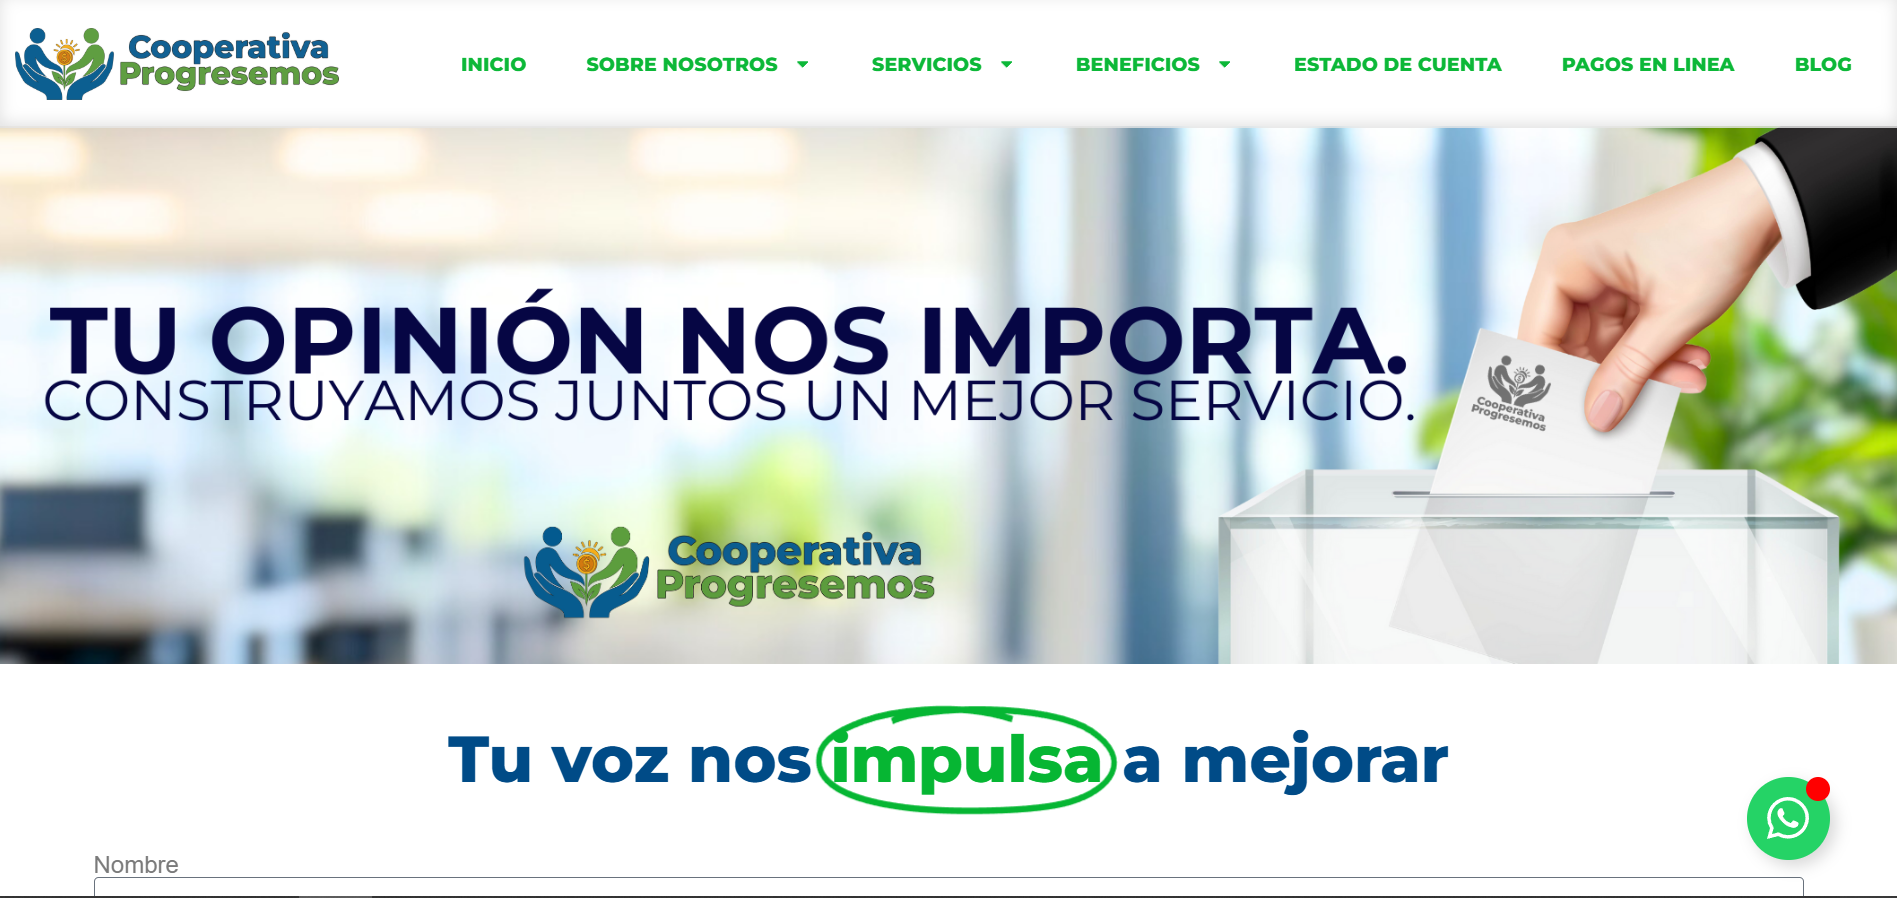 Cooperativa
Progresemos
INICIO
SOBRE NOSOTROS
SERVICIOS
BENEFICIOS
ESTADO DE CUENTA
PAGOS EN LINEA
BLOG
TU OPINIÓN NOS IMPORTA.
CONSTRUYAMOS JUNTOS UN MEJOR SERVICIO.
Cooperativa
Progresemos
Cooperativa
Progresemos
Tu voz nos impulsa a mejorar
Nombre